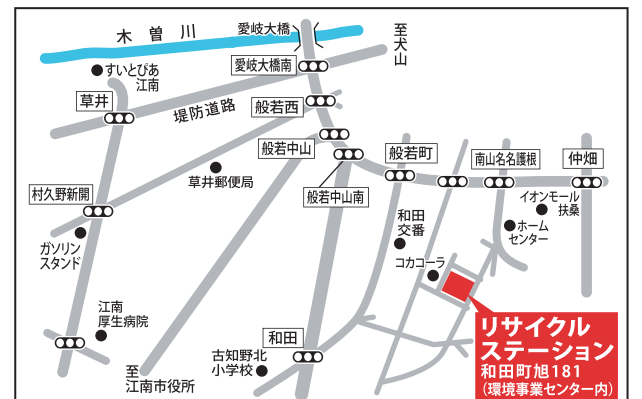 木曽川
愛岐大橋
至犬山
すいとぴあ
江南
愛岐大橋南
草井
堤防道路
般若西
般若中山
般若町
南山名名護根
仲畑
草井郵便局
般若中山南
イオンモール
扶桑
村久野新開
和田
交番
ホーム
センター
ガソリン
スタンド
コカコーラ
江南
厚生病院
和田
リサイクル
ステーション
和田町旭181
(環境事業センター内)
古知野北
小学校
至
江南市役所